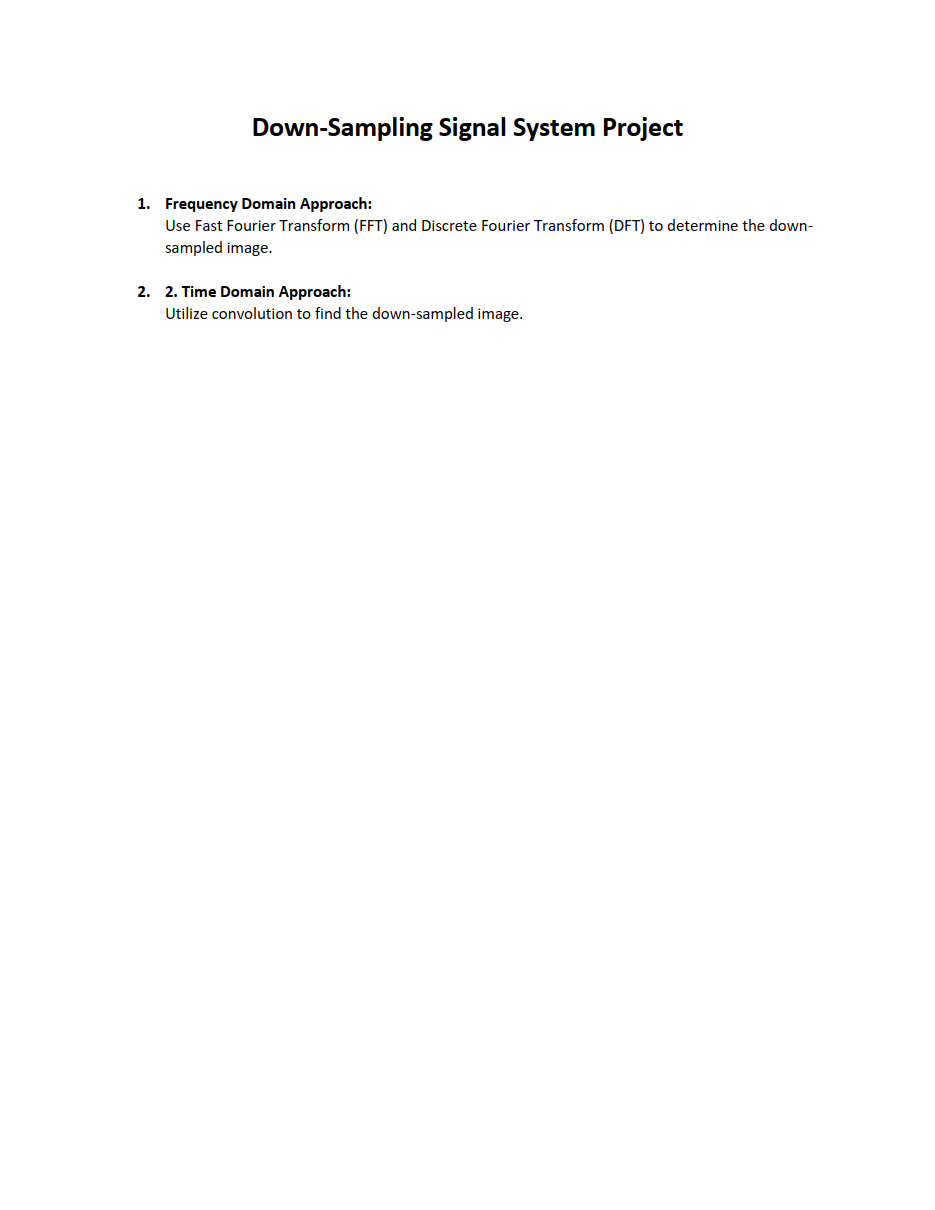 Down-Sampling Signal System Project
1. Frequency Domain Approach:
Use Fast Fourier Transform (FFT) and Discrete Fourier Transform (DFT) to determine the down-
sampled image.
2. 2. Time Domain Approach:
Utilize convolution to find the down-sampled image.